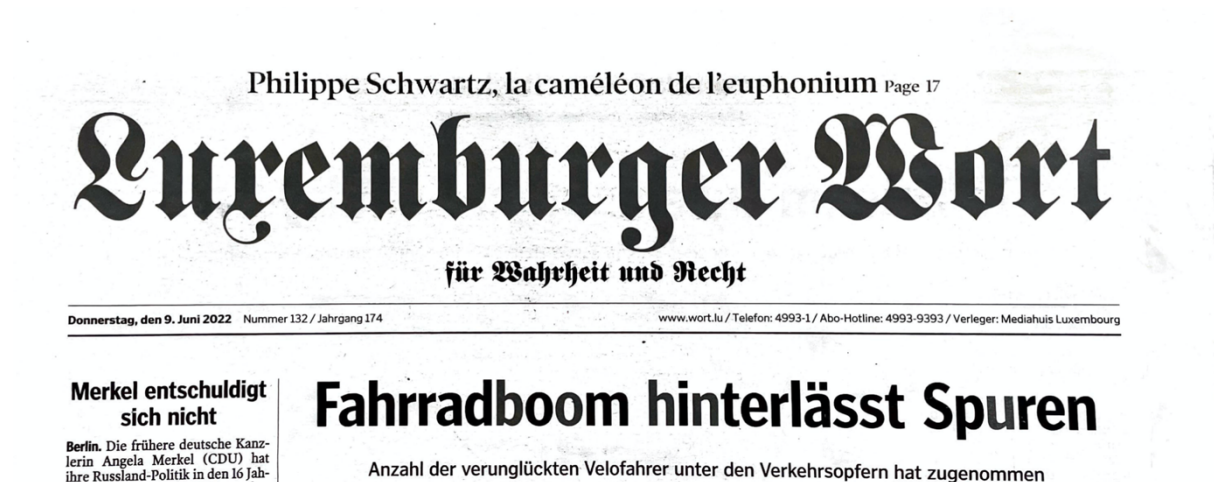 Philippe Schwartz, la caméléon de l'euphonium Page 17
Luxemburger Wort
für Wahrheit und Recht
Donnerstag, den 9. Juni 2022 Nummer 132 / Jahrgang 174
www.wort.lu / Telefon: 4993-1 / Abo-Hotline: 4993-9393 / Verleger: Mediahuis Luxembourg
Merkel entschuldigt
sich nicht
Berlin. Die frühere deutsche Kanz-
lerin Angela Merkel (CDU) hat
ihre Russland-Politik in den 16 Jah-
Fahrradboom hinterlässt Spuren
Anzahl der verunglückten Velofahrer unter den Verkehrsopfern hat zugenommen